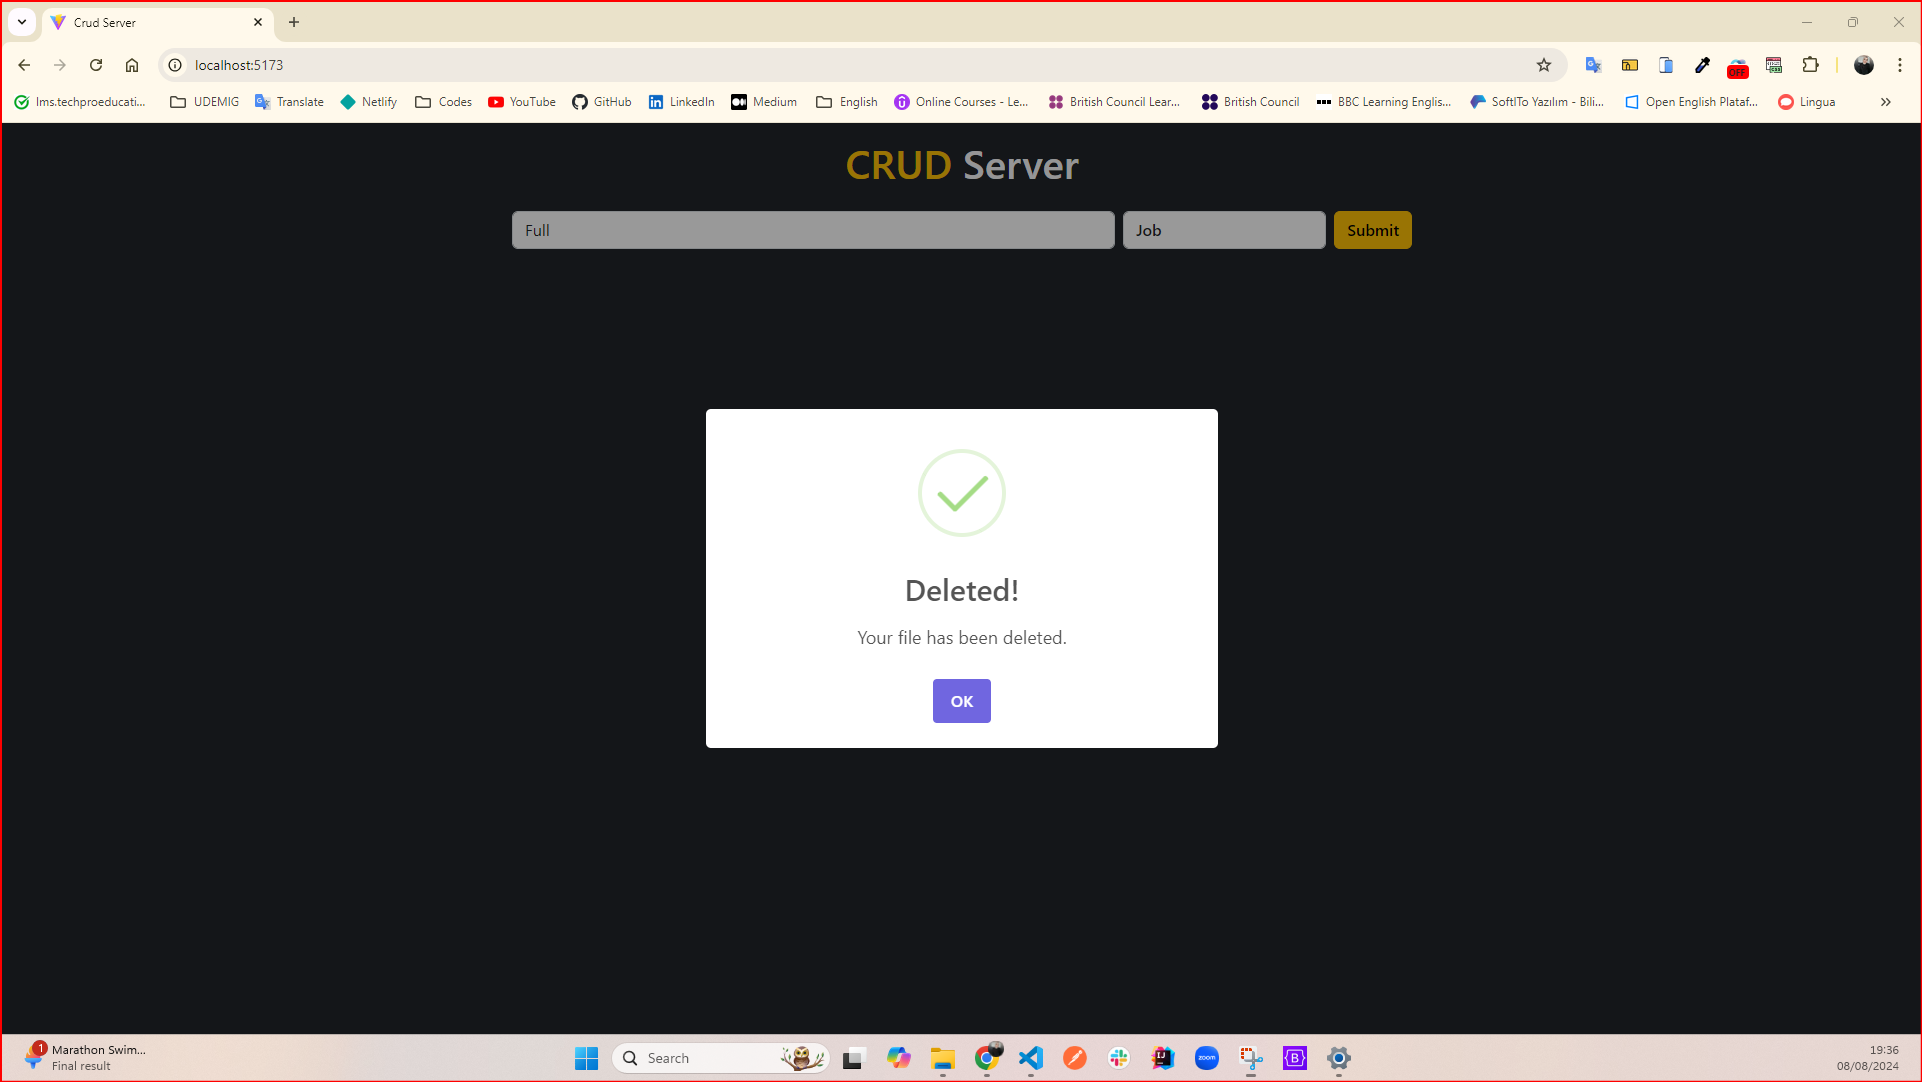 Crud Server
localhost:5173
lms.techproeducati... UDEMIG Translate Netlify Codes YouTube GitHub LinkedIn Medium English Online Courses - Le... British Council Lear... British Council BBC Learning Englis... SoftITo Yazılım - Bili... Open English Plataf... Lingua
OFF
CRUD Server
Full Job Submit
Deleted!
Your file has been deleted.
OK
1 Marathon Swim...
Final result
Search
zoom
19:36
08/08/2024